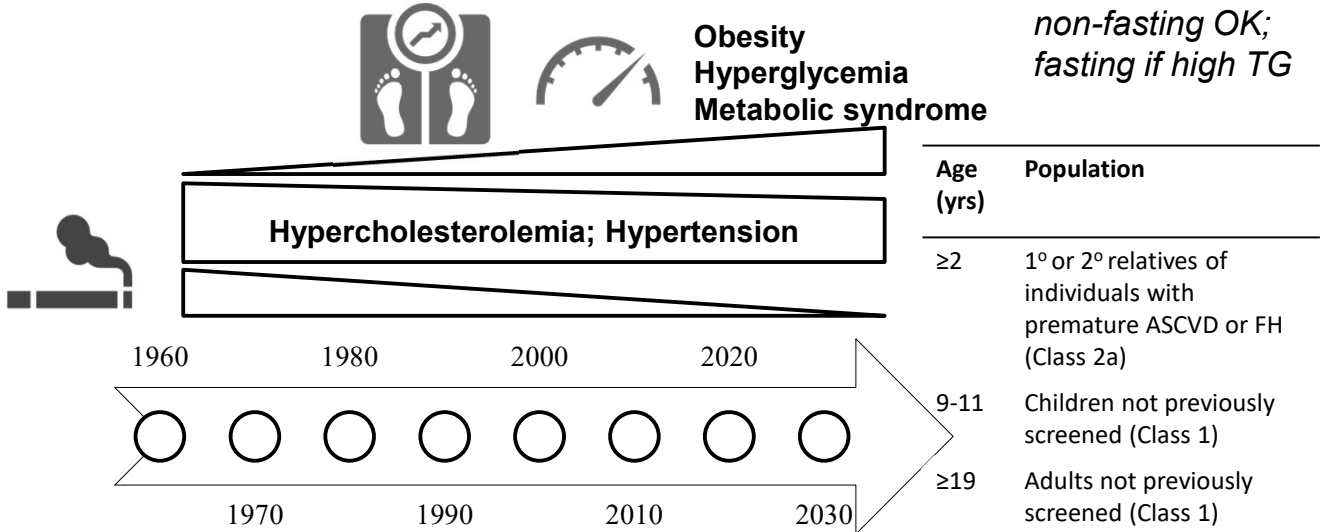 Obesity
Hyperglycemia
Metabolic syndrome
non-fasting OK;
fasting if high TG
Hypercholesterolemia; Hypertension
1960 1980 2000 2020
1970 1990 2010 2030
Age Population
(yrs)
≥2 1º or 2º relatives of
individuals with
premature ASCVD or FH
(Class 2a)
9-11 Children not previously
screened (Class 1)
≥19 Adults not previously
screened (Class 1)